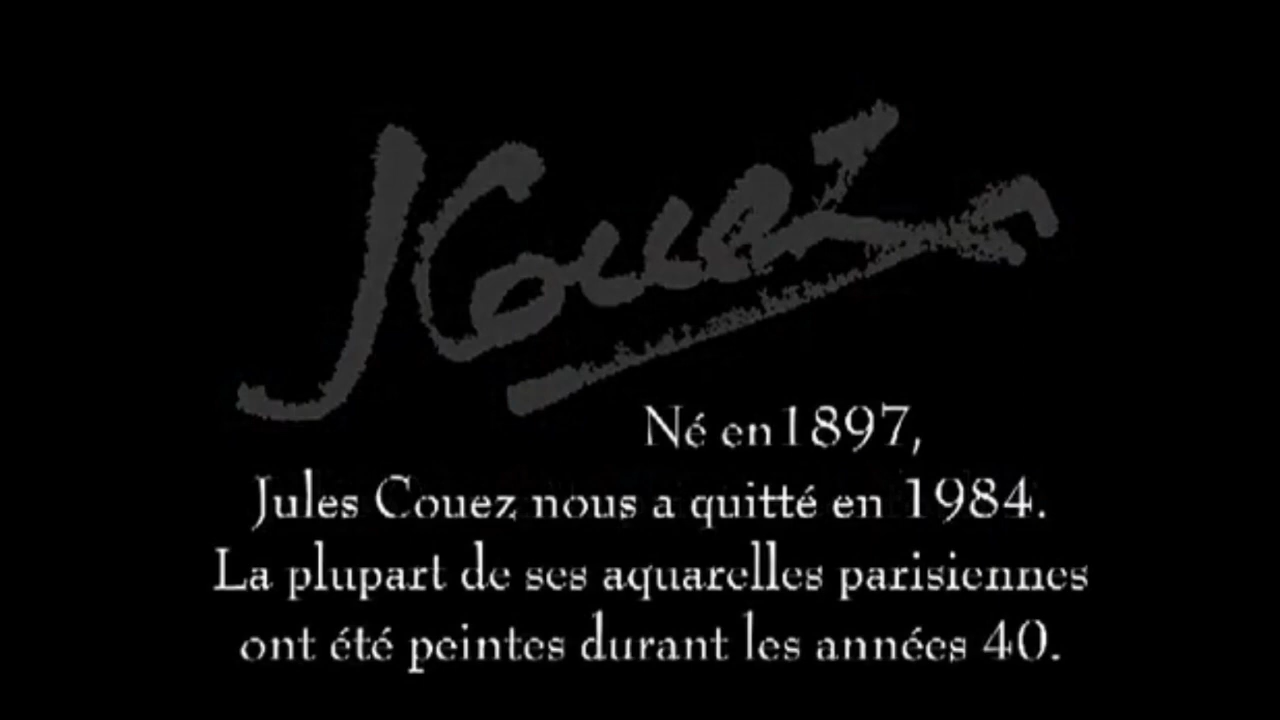 J Couez
Né en1897,
Jules Couez nous a quitté en 1984.
La plupart de ses aquarelles parisiennes
ont été peintes durant les années 40.